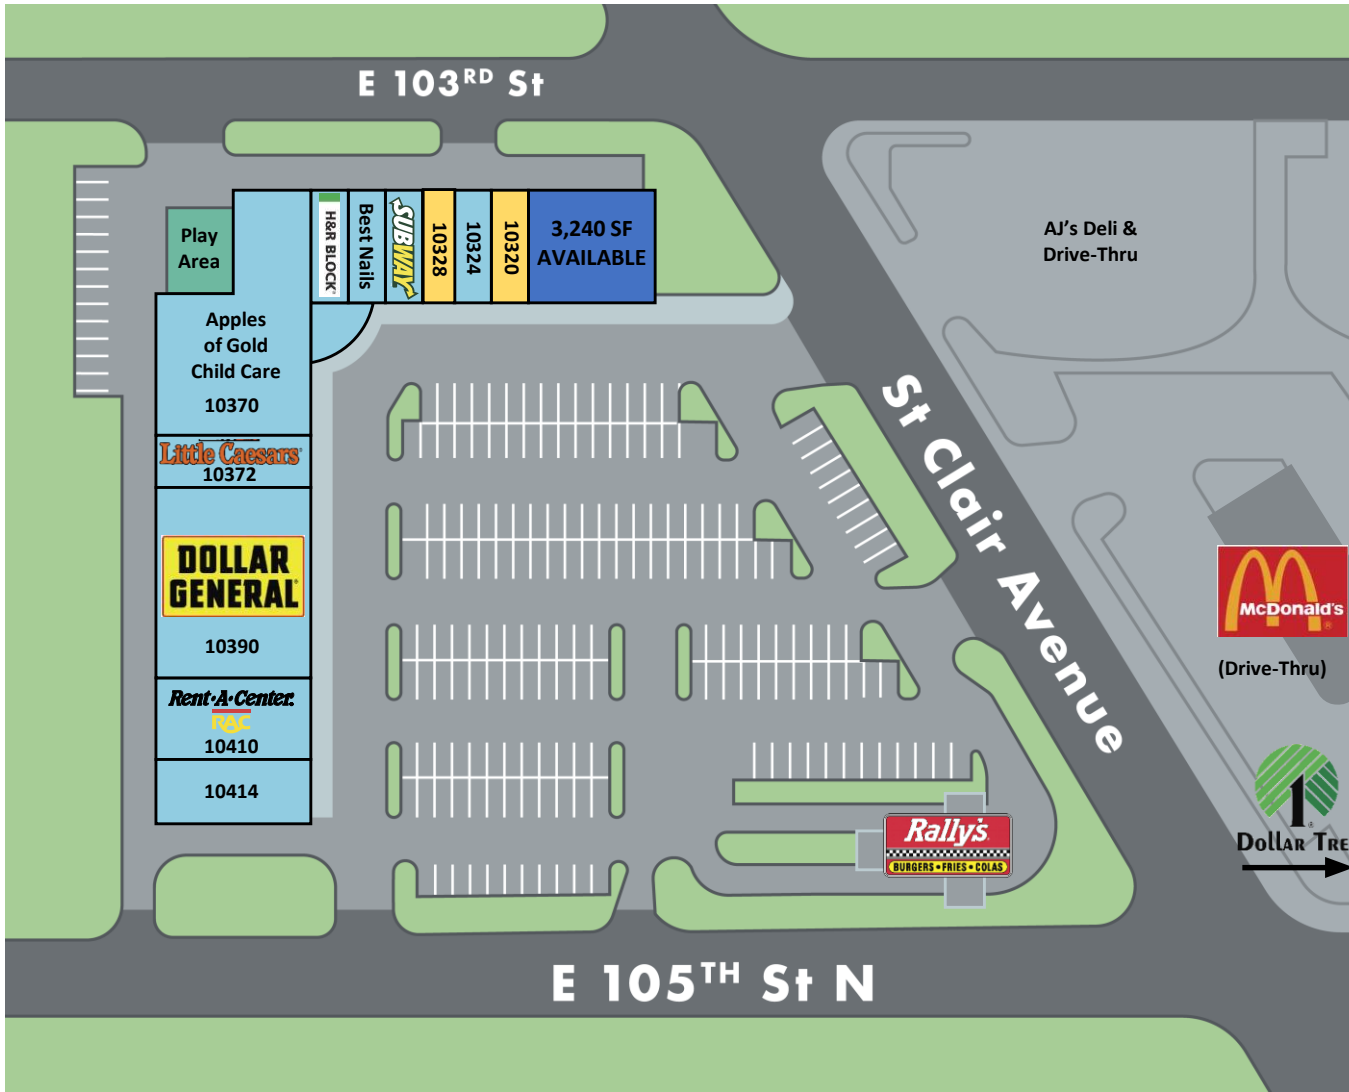 E 103RD St
Play
Area
H&R BLOCK
Best Nails
SUBWAY
10328
10324
10320
3,240 SF
AVAILABLE
AJ's Deli &
Drive-Thru
Apples
of Gold
Child Care
10370
Little Caesars
10372
DOLLAR
GENERAL
10390
Rent-A-Center.
RAC
10410
10414
St Clair Avenue
McDonald's
(Drive-Thru)
1
DOLLAR TRE
Rally's
BURGERS • FRIES • COLAS
E 105TH St N